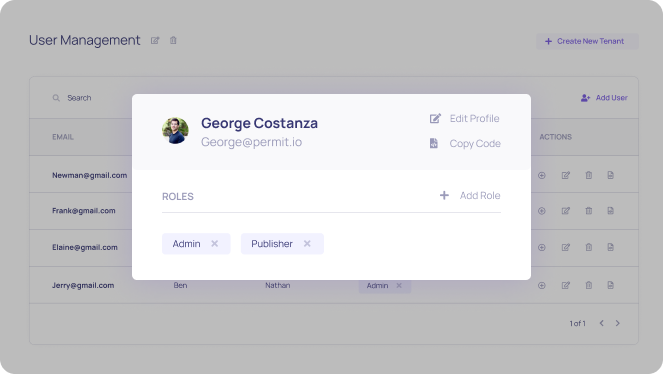 User Management
Create New Tenant
Search
Add User
EMAIL
ACTIONS
George Costanza
George@permit.io
Edit Profile
Copy Code
ROLES
Add Role
Admin
Publisher
Newman@gmail.com
Frank@gmail.com
Elaine@gmail.com
Jerry@gmail.com Ben Nathan Admin
1 of 1